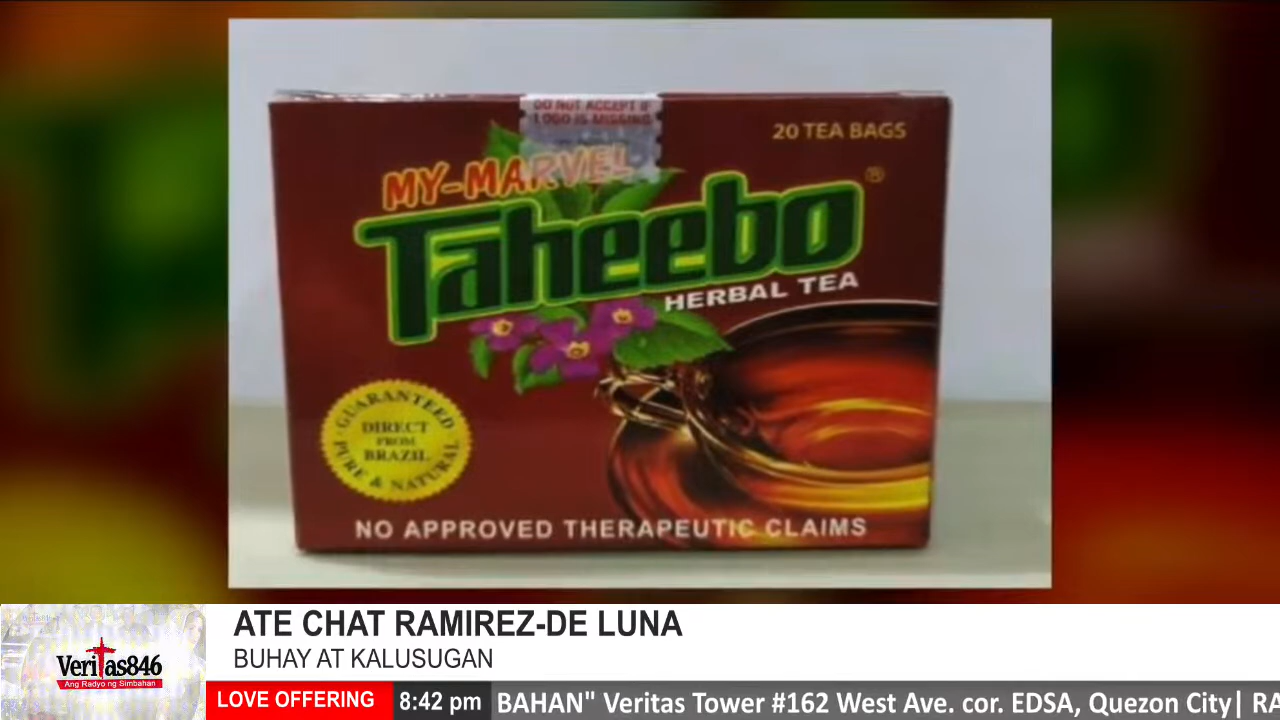 DO NOT ACCEPT IF
LOGO IS MISSING
20 TEA BAGS
MY-MARVEL
Taheebo®
HERBAL TEA
GUARANTEED
DIRECT
FROM
BRAZIL
PURE & NATURAL
NO APPROVED THERAPEUTIC CLAIMS
ATE CHAT RAMIREZ-DE LUNA
BUHAY AT KALUSUGAN
Veritas846
Ang Radyo ng Simbahan
LOVE OFFERING
8:42 pm
BAHAN" Veritas Tower #162 West Ave. cor. EDSA, Quezon City| RA